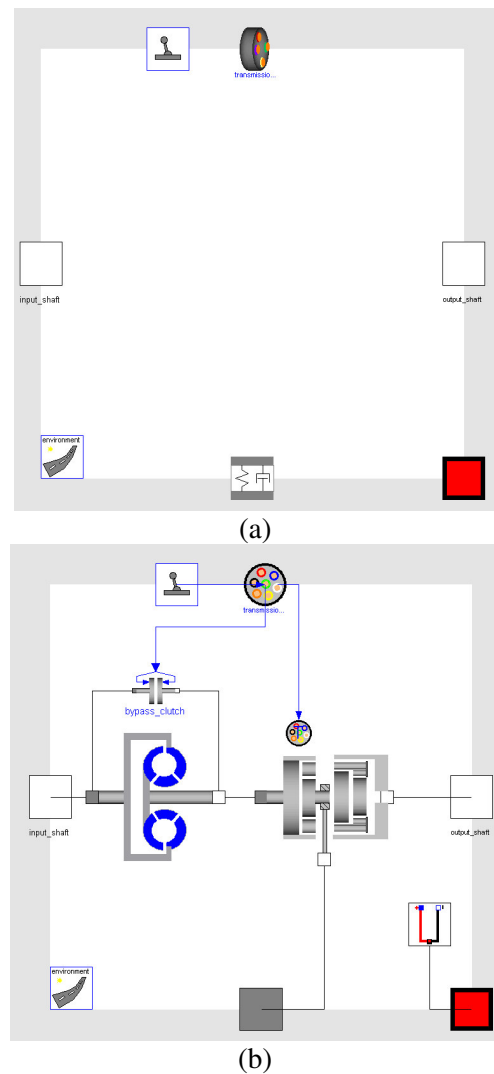 transmissio...
input_shaft
output_shaft
environment
(a)
transmissio...
bypass_clutch
input_shaft
output_shaft
environment
(b)